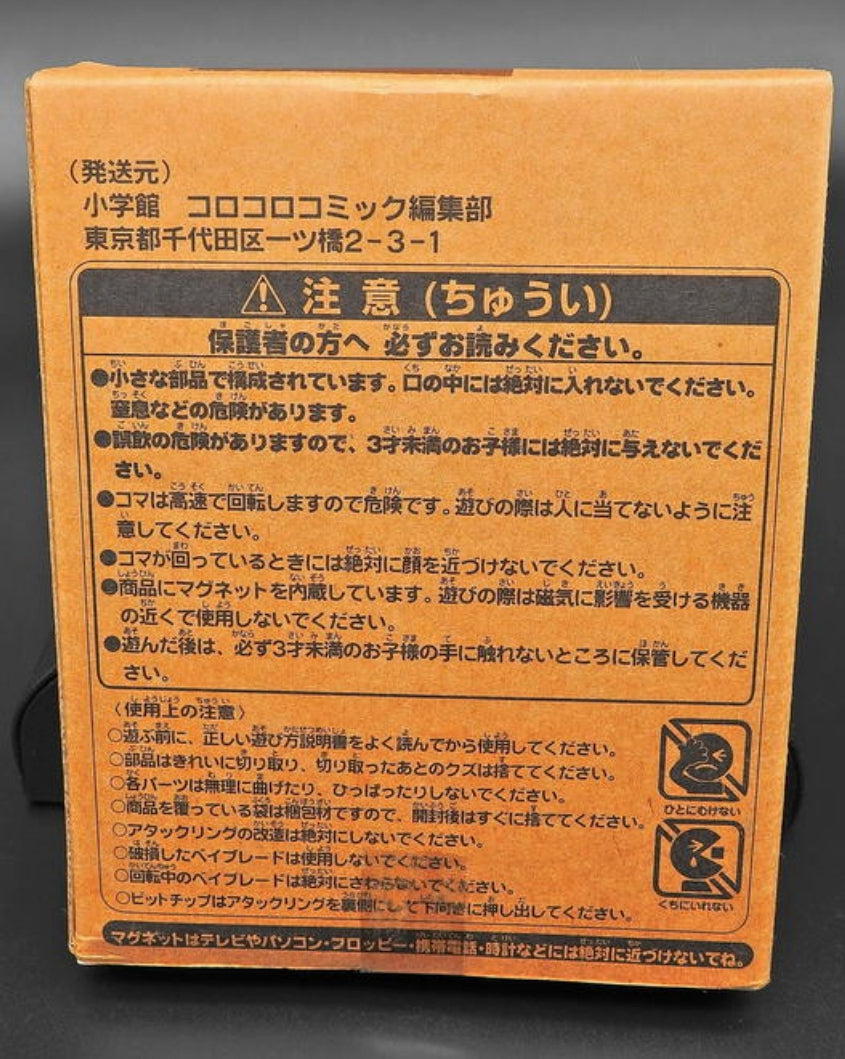 (発送元)
小学館 コロコロコミック編集部
東京都千代田区一ツ橋2-3-1
注意(ちゅうい)
保護者の方へ 必ずお読みください。
●小さな部品で構成されています。口の中には絶対に入れないでください。
窒息などの危険があります。
●誤飲の危険がありますので、3才未満のお子様には絶対に与えないでくだ
さい。
●コマは高速で回転しますので危険です。遊びの際は人に当てないように注
意してください。
●コマが回っているときには絶対に顔を近づけないでください。
●商品にマグネットを内蔵しています。遊びの際は磁気に影響を受ける機器
の近くで使用しないでください。
●遊んだ後は、必ず3才未満のお子様の手に触れないところに保管してくだ
さい。
〈使用上の注意〉
○遊ぶ前に、正しい遊び方説明書をよく読んでから使用してください。
○部品はきれいに切り取り、切り取ったあとのクズは捨ててください。
○各パーツは無理に曲げたり、ひっぱったりしないでください。
○商品を覆っている袋は梱包材ですので、開封後はすぐに捨ててください。
○アタックリングの改造は絶対にしないでください。
○破損したベイブレードは使用しないでください。
○回転中のベイブレードは絶対にさわらないでください。
○ビットチップはアタックリングを裏側にして下向きに押し出してください。
ひとにむけない
くちにいれない
マグネットはテレビやパソコン・フロッピー・携帯電話・時計などには絶対に近づけないでね。